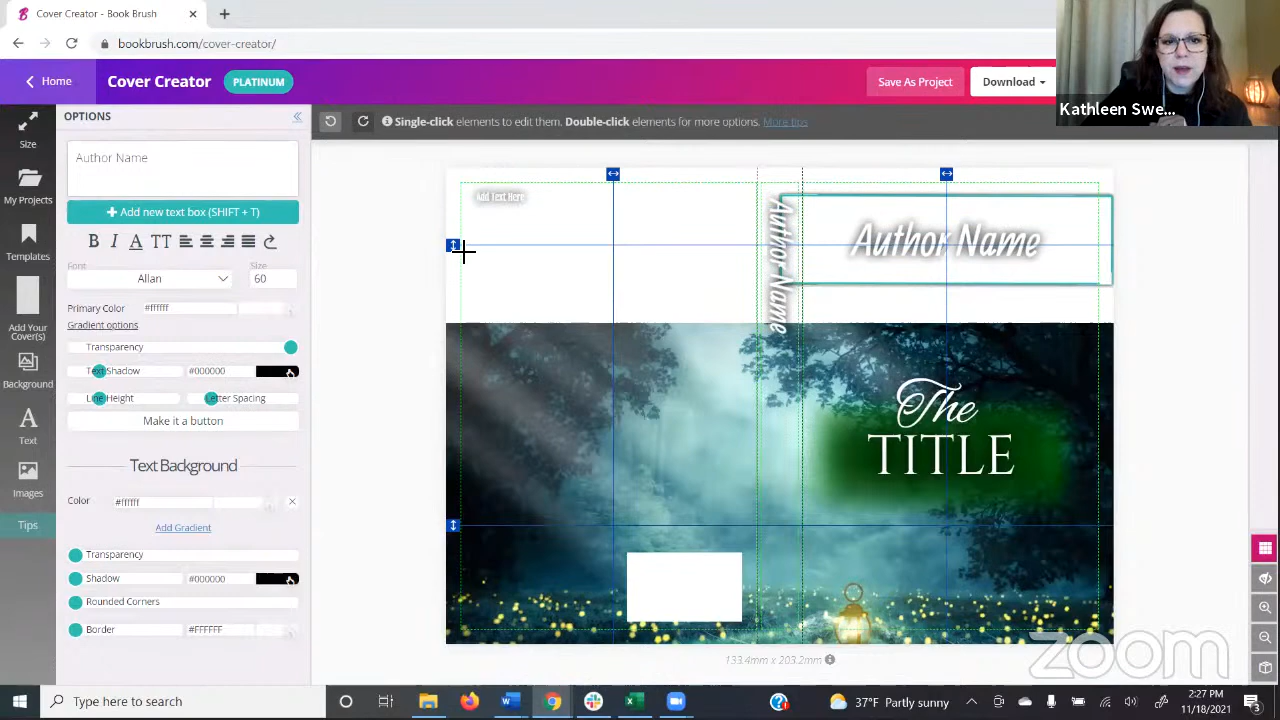 Cover Creator - Book Brush
bookbrush.com/cover-creator/
Home
Cover Creator
PLATINUM
Save As Project
Download
Kathleen Swe...
OPTIONS
Single-click elements to edit them. Double-click elements for more options. More tips
Size
My Projects
Templates
Add Your
Cover(s)
Background
Text
Images
Tips
Author Name
+ Add new text box (SHIFT + T)
B I A TT
Font
Size
Allan
60
Primary Color
#ffffff
Gradient options
Transparency
Text Shadow
#000000
Line Height
Letter Spacing
Make it a button
Text Background
Color
#ffffff
Add Gradient
Transparency
Shadow
#000000
Rounded Corners
Border
#FFFFFF
Add Text Here
Author Name
Author Name
The
TITLE
133.4mm x 203.2mm
zoom
Type here to search
37°F Partly sunny
2:27 PM
11/18/2021
3